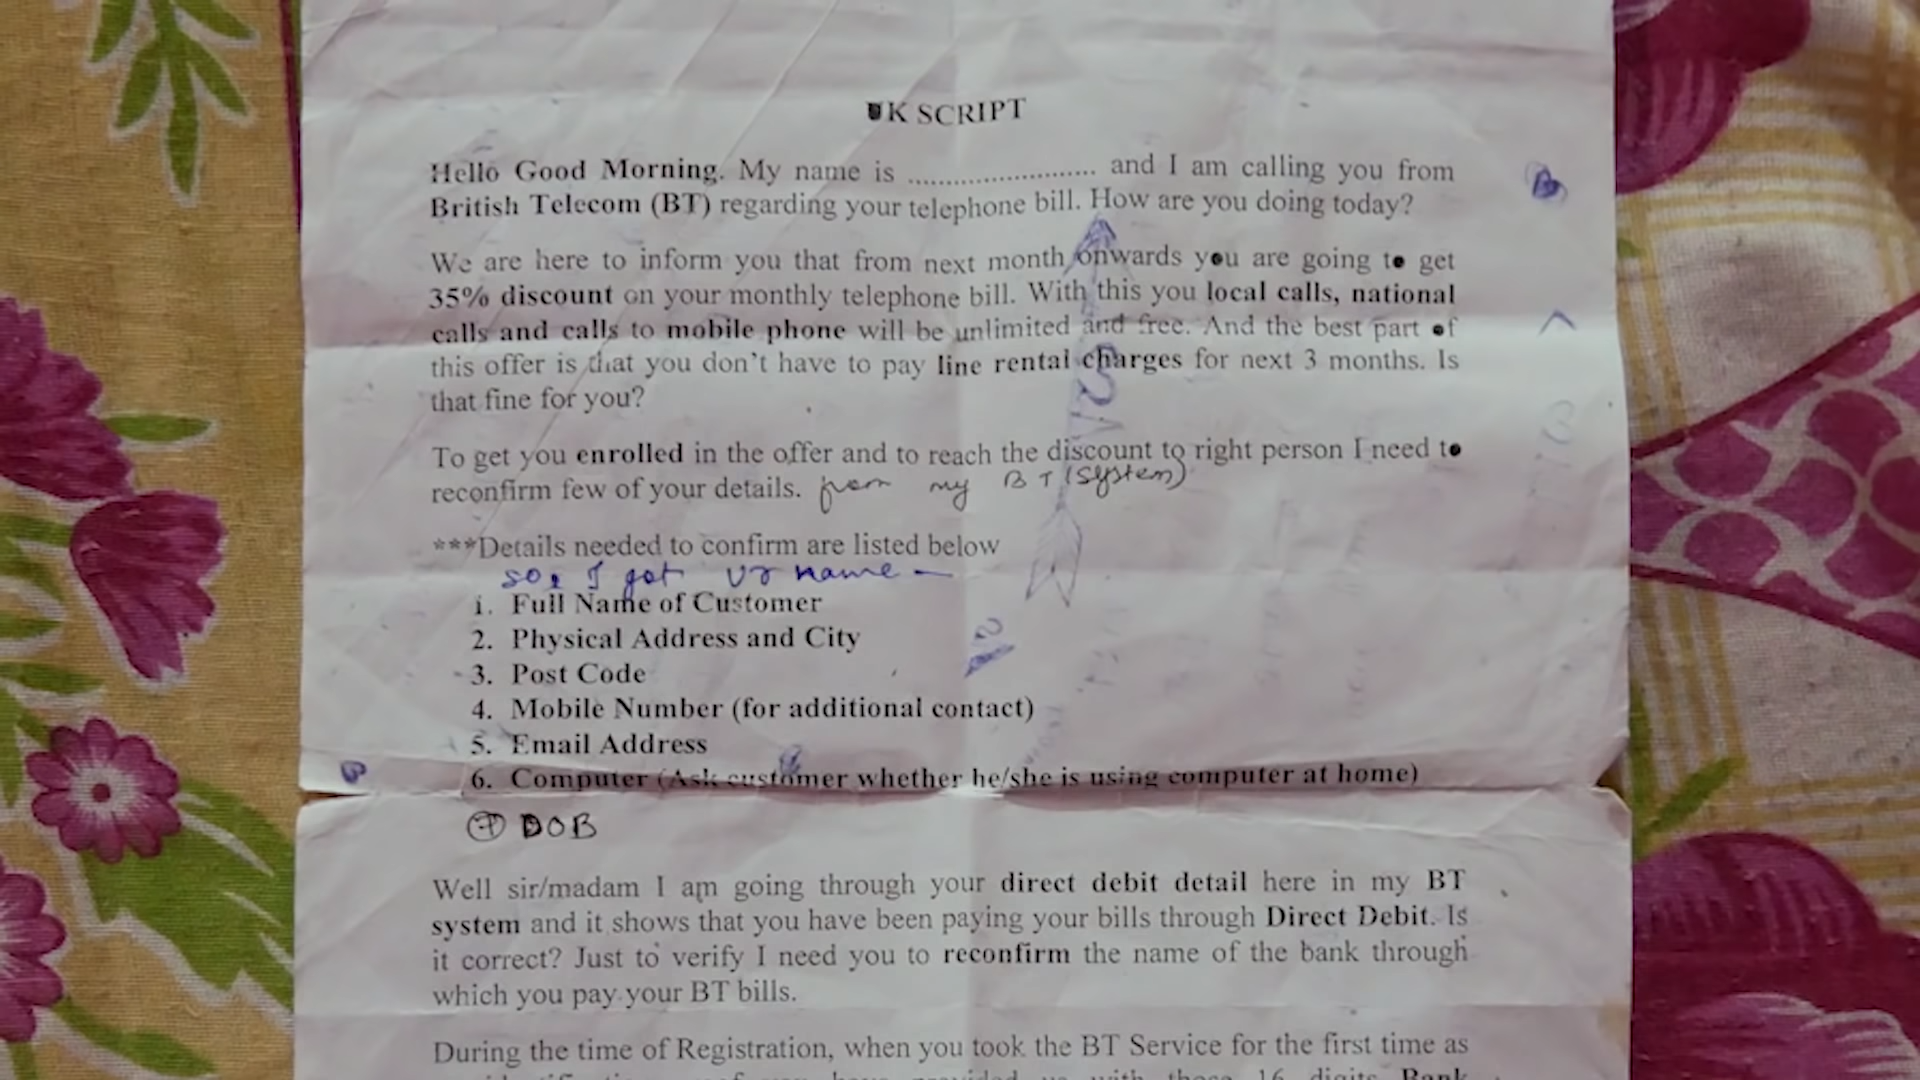 UK SCRIPT
Hello Good Morning. My name is ......................... and I am calling you from
British Telecom (BT) regarding your telephone bill. How are you doing today?
We are here to inform you that from next month onwards you are going to get
35% discount on your monthly telephone bill. With this you local calls, national
calls and calls to mobile phone will be unlimited and free. And the best part of
this offer is that you don't have to pay line rental charges for next 3 months. Is
that fine for you?
To get you enrolled in the offer and to reach the discount to right person I need to
reconfirm few of your details. from my BT (system)
***Details needed to confirm are listed below
so, I got ur name -
1. Full Name of Customer
2. Physical Address and City
3. Post Code
4. Mobile Number (for additional contact)
5. Email Address
6. Computer (Ask customer whether he/she is using computer at home)
7 DOB
Well sir/madam I am going through your direct debit detail here in my BT
system and it shows that you have been paying your bills through Direct Debit. Is
it correct? Just to verify I need you to reconfirm the name of the bank through
which you pay your BT bills.
During the time of Registration, when you took the BT Service for the first time as
you have provided us with those 16 digits Bank